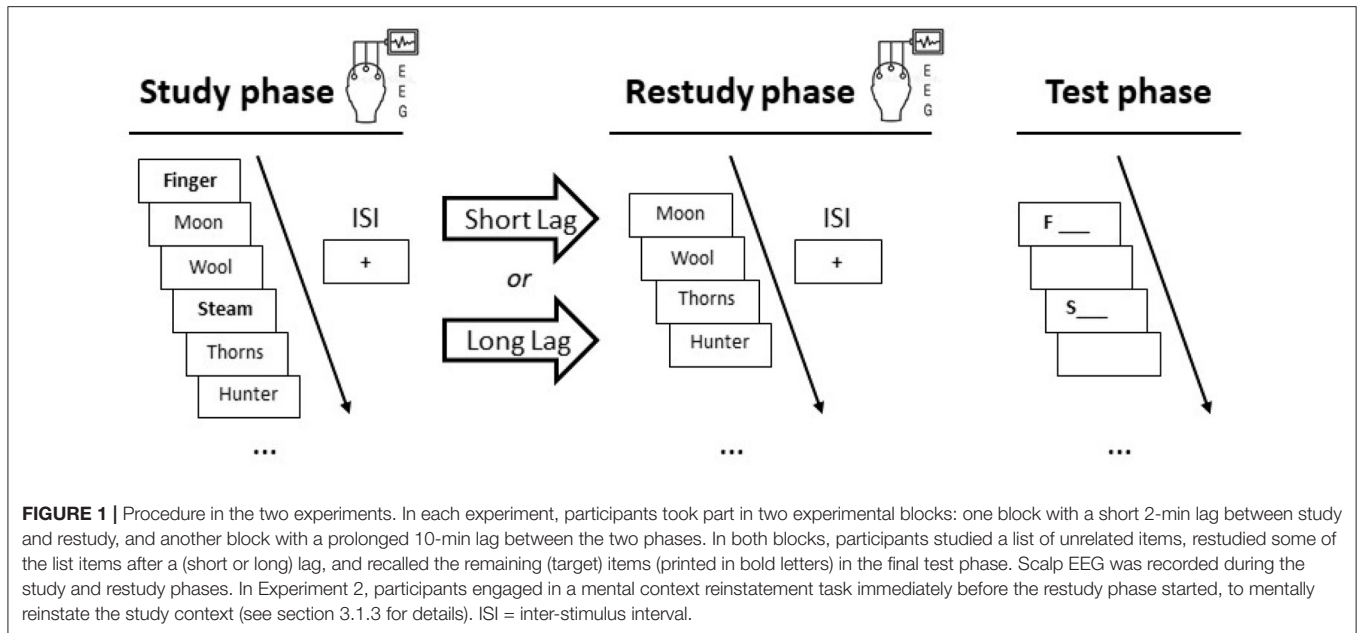 Study phase
E
E
G
Restudy phase
E
E
G
Test phase
Finger
Moon
Wool
Steam
Thorns
Hunter
...
ISI
+
Short Lag
or
Long Lag
Moon
Wool
Thorns
Hunter
...
ISI
+
F ___
S___
...
FIGURE 1 | Procedure in the two experiments. In each experiment, participants took part in two experimental blocks: one block with a short 2-min lag between study
and restudy, and another block with a prolonged 10-min lag between the two phases. In both blocks, participants studied a list of unrelated items, restudied some of
the list items after a (short or long) lag, and recalled the remaining (target) items (printed in bold letters) in the final test phase. Scalp EEG was recorded during the
study and restudy phases. In Experiment 2, participants engaged in a mental context reinstatement task immediately before the restudy phase started, to mentally
reinstate the study context (see section 3.1.3 for details). ISI = inter-stimulus interval.